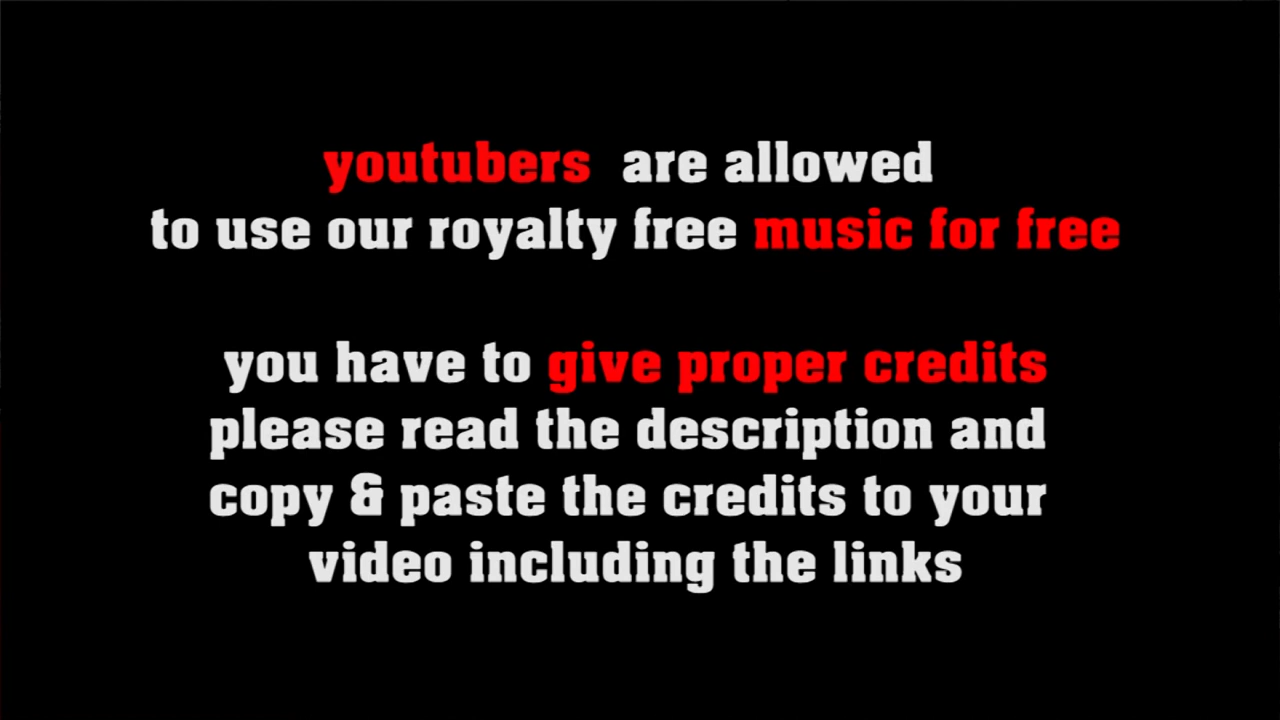 youtubers are allowed
to use our royalty free music for free
you have to give proper credits
please read the description and
copy & paste the credits to your
video including the links